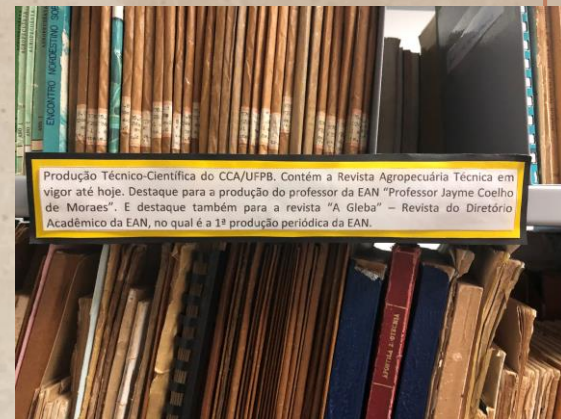 ENCONTRO NORDESTINO SOB
Produção Técnico-Científica do CCA/UFPB. Contém a Revista Agropecuária Técnica em
vigor até hoje. Destaque para a produção do professor da EAN "Professor Jayme Coelho
de Moraes". E destaque também para a revista "A Gleba" – Revista do Diretório
Acadêmico da EAN, no qual é a 1ª produção periódica da EAN.